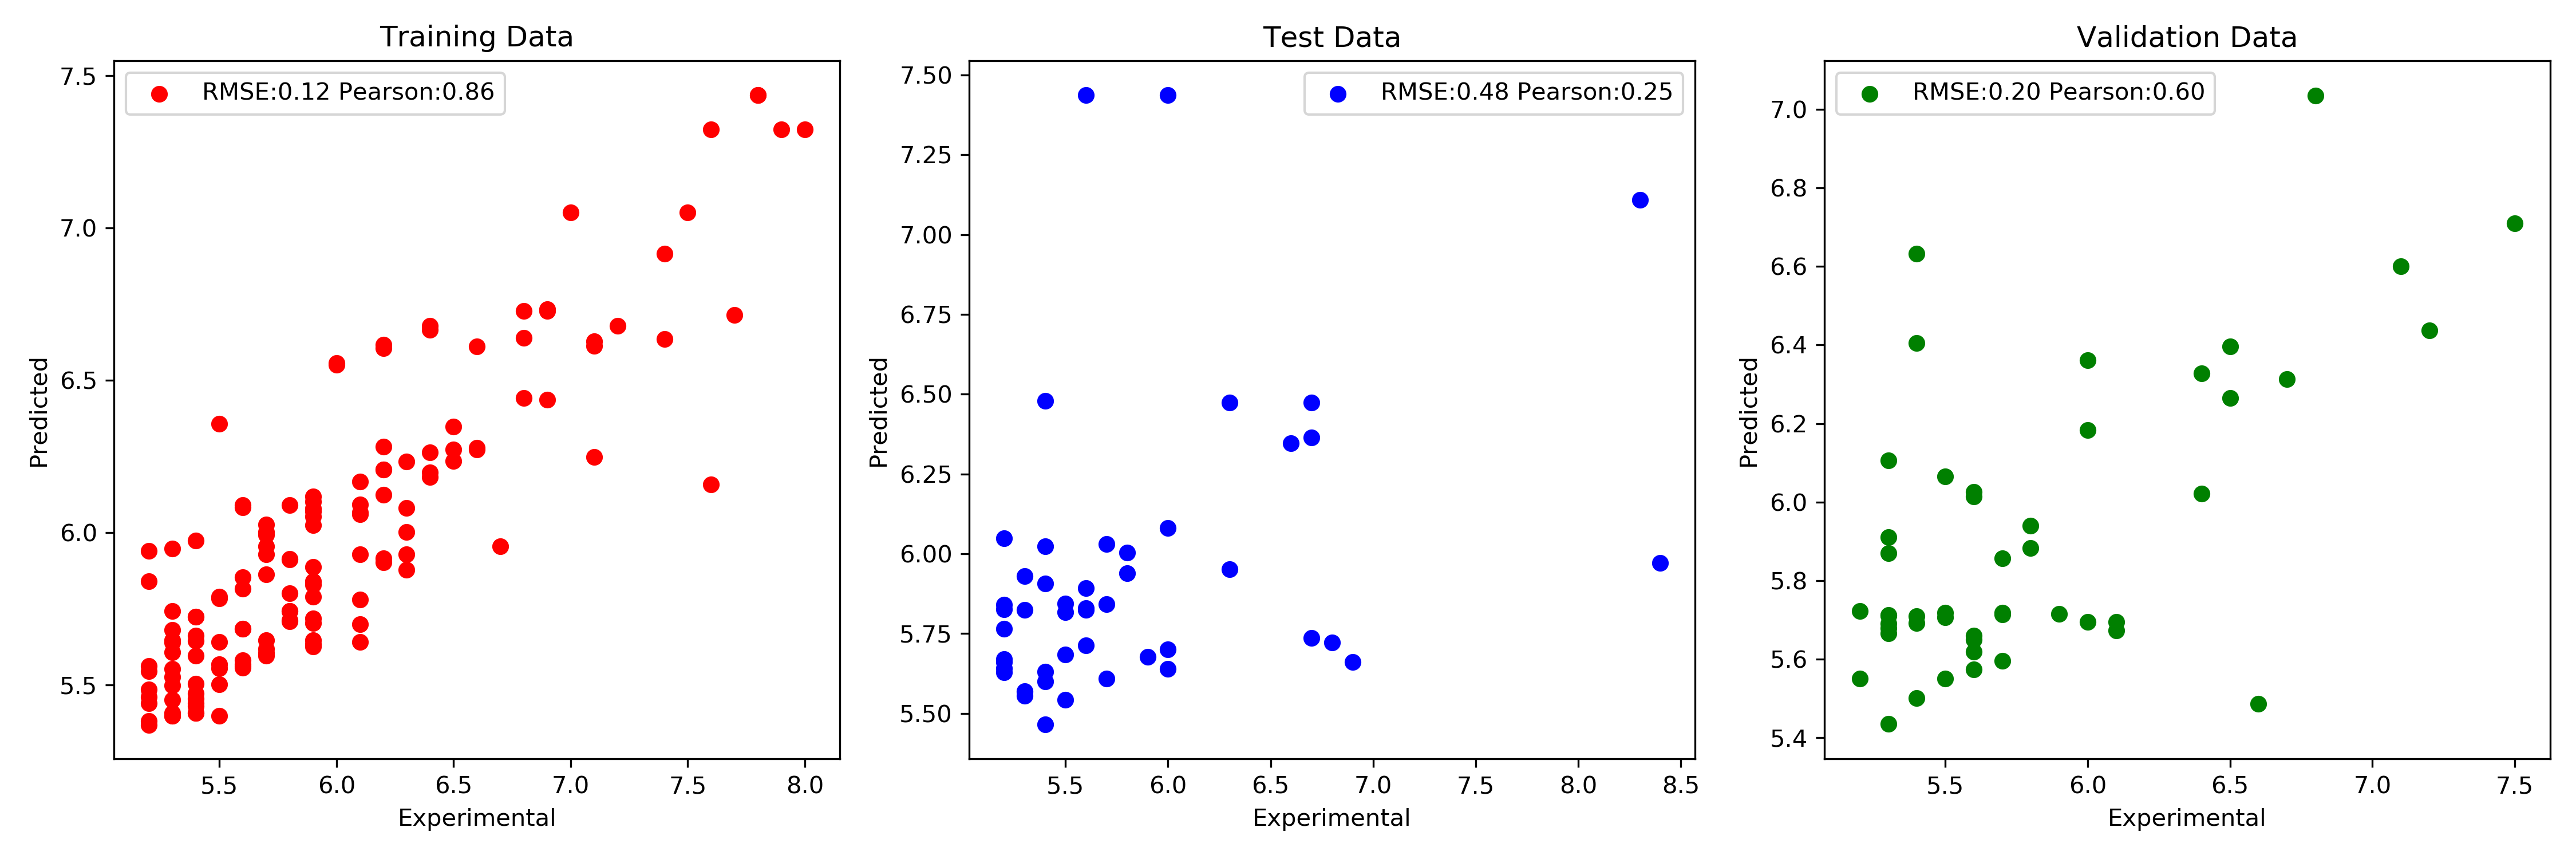 Training Data
RMSE:0.12 Pearson:0.86
7.5
7.0
6.5
6.0
5.5
Predicted
5.5 6.0 6.5 7.0 7.5 8.0
Experimental
Test Data
RMSE:0.48 Pearson:0.25
7.50
7.25
7.00
6.75
6.50
6.25
6.00
5.75
5.50
Predicted
5.5 6.0 6.5 7.0 7.5 8.0 8.5
Experimental
Validation Data
RMSE:0.20 Pearson:0.60
7.0
6.8
6.6
6.4
6.2
6.0
5.8
5.6
5.4
Predicted
5.5 6.0 6.5 7.0 7.5
Experimental